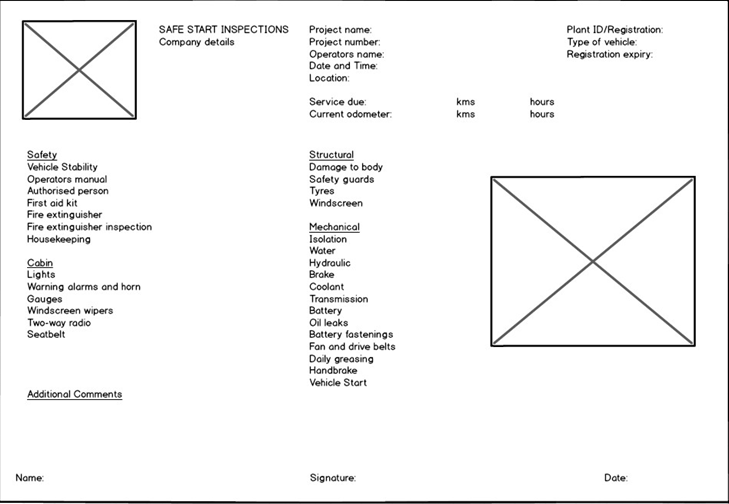 SAFE START INSPECTIONS
Company details
Project name:
Project number:
Operators name:
Date and Time:
Location:
Plant ID/Registration:
Type of vehicle:
Registration expiry:
Service due: kms hours
Current odometer: kms hours
Safety
Vehicle Stability
Operators manual
Authorised person
First aid kit
Fire extinguisher
Fire extinguisher inspection
Housekeeping
Cabin
Lights
Warning alarms and horn
Gauges
Windscreen wipers
Two-way radio
Seatbelt
Structural
Damage to body
Safety guards
Tyres
Windscreen
Mechanical
Isolation
Water
Hydraulic
Brake
Coolant
Transmission
Battery
Oil leaks
Battery fastenings
Fan and drive belts
Daily greasing
Handbrake
Vehicle Start
Additional Comments
Name: Signature: Date: